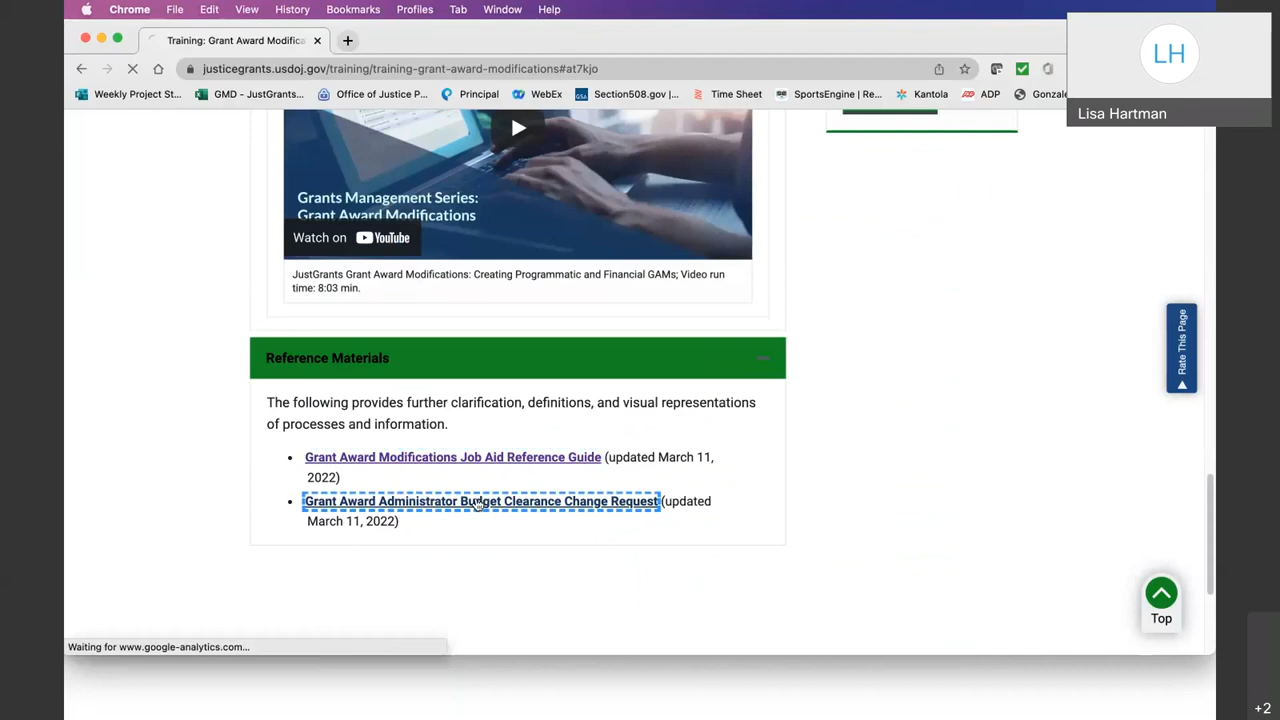 Chrome File Edit View History Bookmarks Profiles Tab Window Help
LH
Training: Grant Award Modifica
justicegrants.usdoj.gov/training/training-grant-award-modifications#at7kjo
Weekly Project St... GMD - JustGrants... Office of Justice P... Principal WebEx Section508.gov |... Time Sheet SportsEngine | Re... Kantola ADP Gonzale
Lisa Hartman
Grants Management Series:
Grant Award Modifications
Watch on YouTube
JustGrants Grant Award Modifications: Creating Programmatic and Financial GAMs; Video run
time: 8:03 min.
Rate This Page
Reference Materials
The following provides further clarification, definitions, and visual representations
of processes and information.
• Grant Award Modifications Job Aid Reference Guide (updated March 11,
2022)
• Grant Award Administrator Budget Clearance Change Request (updated
March 11, 2022)
Top
Waiting for www.google-analytics.com...
+2